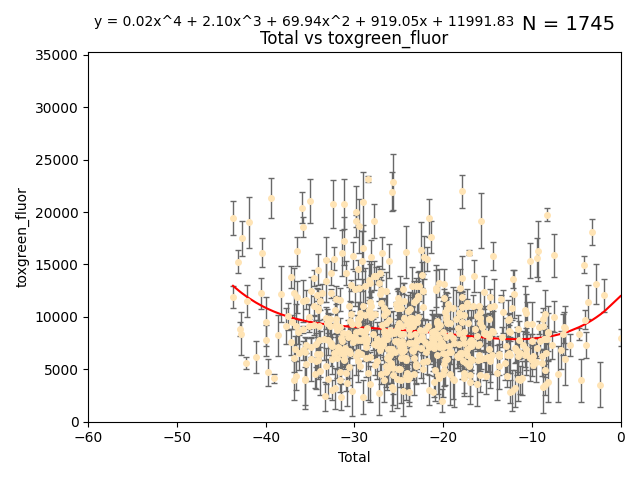 y = 0.02x^4 + 2.10x^3 + 69.94x^2 + 919.05x + 11991.83 N = 1745
Total vs toxgreen_fluor
35000
30000
25000
20000
15000
10000
5000
0
toxgreen_fluor
−60 −50 −40 −30 −20 −10 0
Total